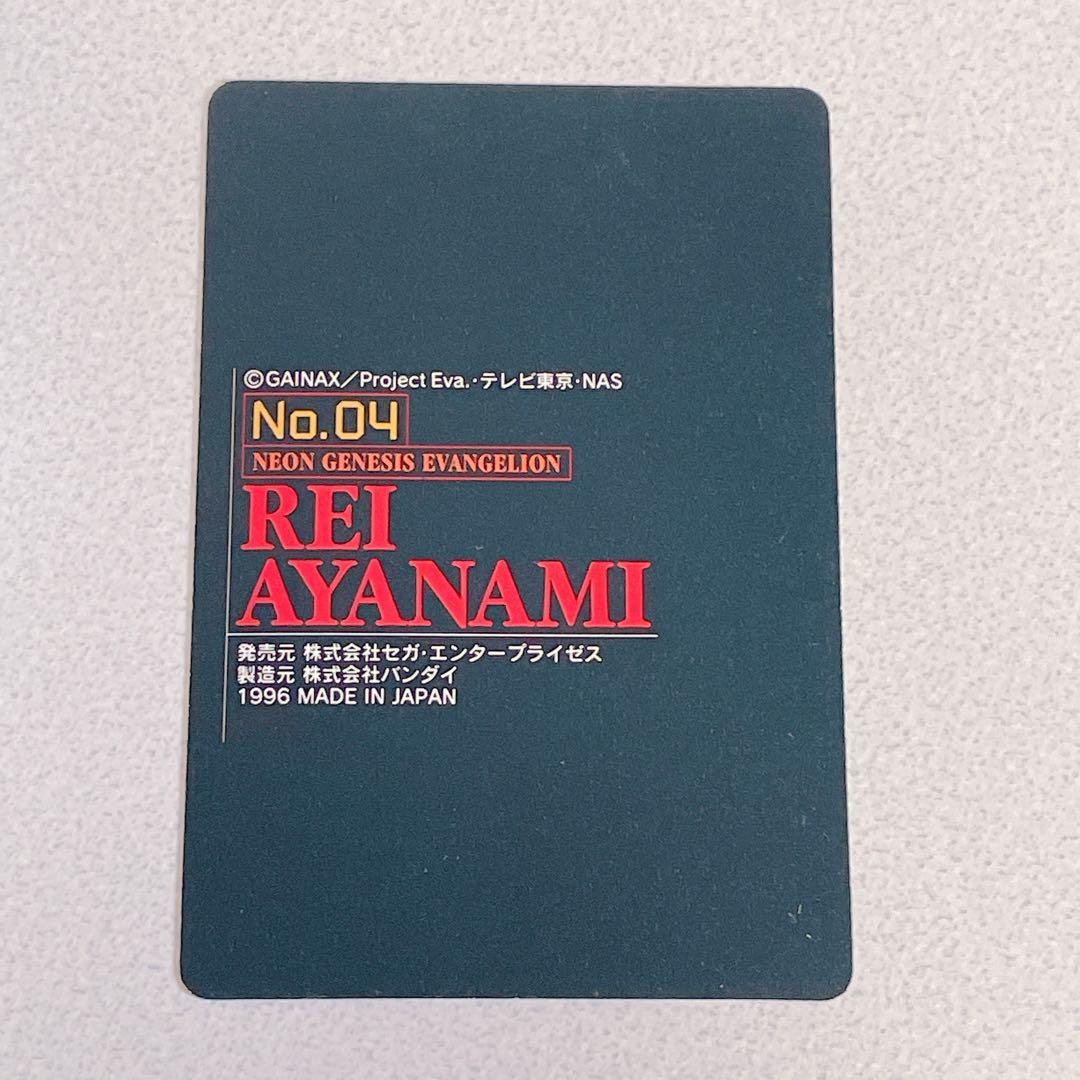 ©GAINAX／Project Eva.・テレビ東京・NAS
No.04
NEON GENESIS EVANGELION
REI
AYANAMI
発売元 株式会社セガ・エンタープライゼス
製造元 株式会社バンダイ
1996 MADE IN JAPAN